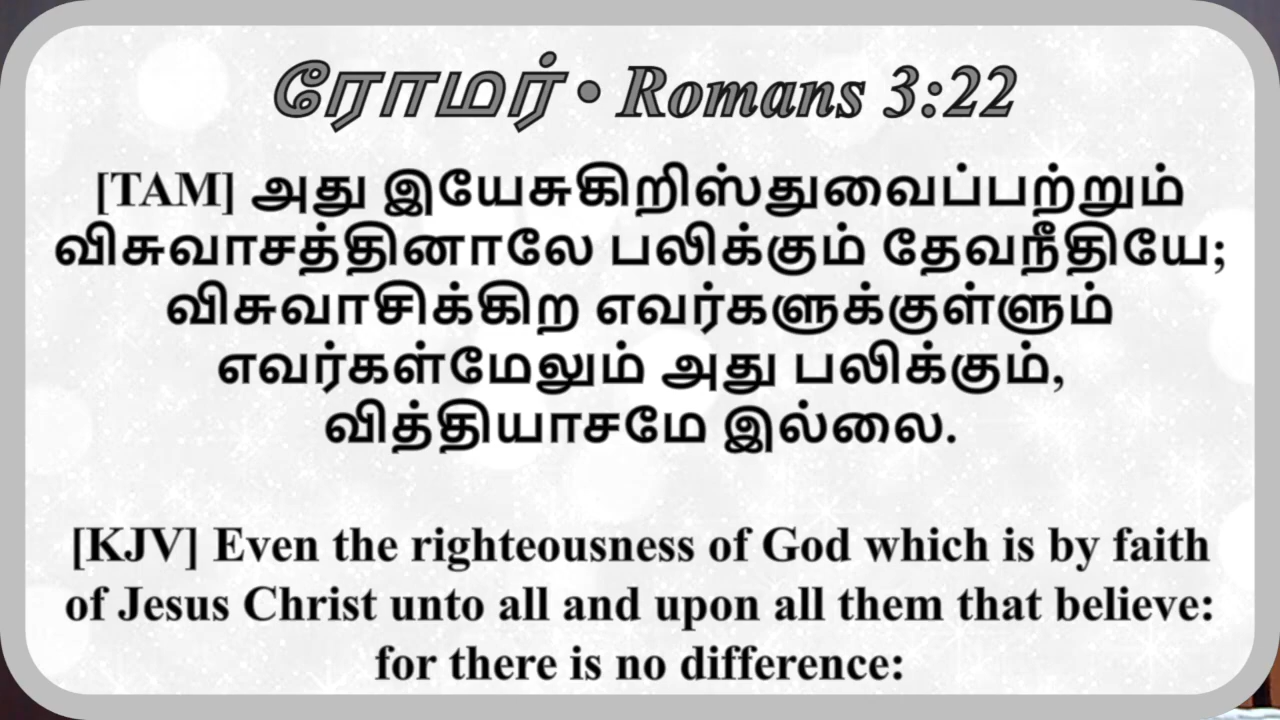 ரோமர் • Romans 3:22
[TAM] அது இயேசுகிறிஸ்துவைப்பற்றும்
விசுவாசத்தினாலே பலிக்கும் தேவநீதியே;
விசுவாசிக்கிற எவர்களுக்குள்ளும்
எவர்கள்மேலும் அது பலிக்கும்,
வித்தியாசமே இல்லை.
[KJV] Even the righteousness of God which is by faith
of Jesus Christ unto all and upon all them that believe:
for there is no difference: